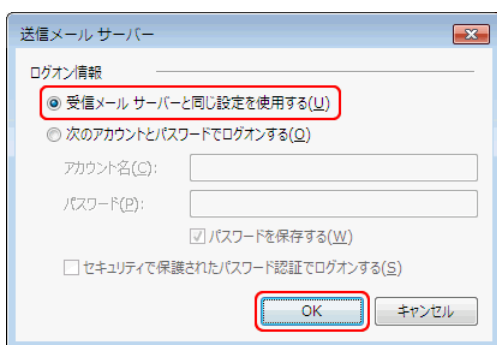 送信メール サーバー
ログオン情報
受信メール サーバーと同じ設定を使用する(U)
次のアカウントとパスワードでログオンする(O)
アカウント名(C):
パスワード(P):
パスワードを保存する(W)
セキュリティで保護されたパスワード認証でログオンする(S)
OK キャンセル